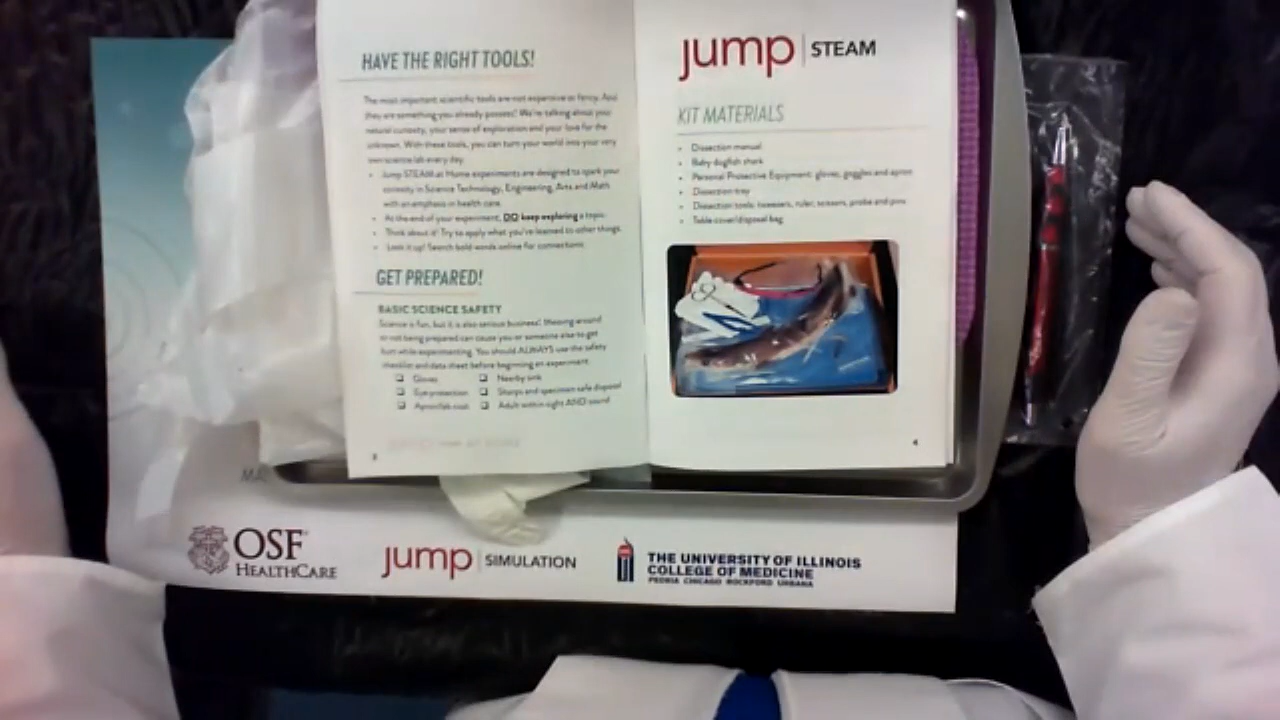 HAVE THE RIGHT TOOLS!
The most important scientific tools are not expensive or fancy. And
they are something you already possess! We're talking about your
natural curiosity, your sense of exploration and your love for the
unknown. With these tools, you can turn your world into your very
own science lab every day.
• Jump STEAM at Home experiments are designed to spark your
curiosity in Science Technology, Engineering, Arts and Math
with an emphasis in health care.
• At the end of your experiment, DO keep exploring a topic.
• Think about it! Try to apply what you've learned to other things.
• Look it up! Search bold words online for connections.
GET PREPARED!
BASIC SCIENCE SAFETY
Science is fun, but it is also serious business! Messing around
or not being prepared can cause you or someone else to get
hurt while experimenting. You should ALWAYS use the safety
checklist and data sheet before beginning an experiment.
❑ Gloves ❑ Nearby sink
❑ Eye protection ❑ Sharps and specimen safe disposal
❑ Apron/lab coat ❑ Adult within sight AND sound
jump | STEAM
KIT MATERIALS
• Dissection manual
• Baby dogfish shark
• Personal Protective Equipment: gloves, goggles and apron
• Dissection tray
• Dissection tools: tweezers, ruler, scissors, probe and pins
• Table cover/disposal bag
4
MA
OSF HEALTHCARE
jump | SIMULATION
THE UNIVERSITY OF ILLINOIS
COLLEGE OF MEDICINE
PEORIA CHICAGO ROCKFORD URBANA